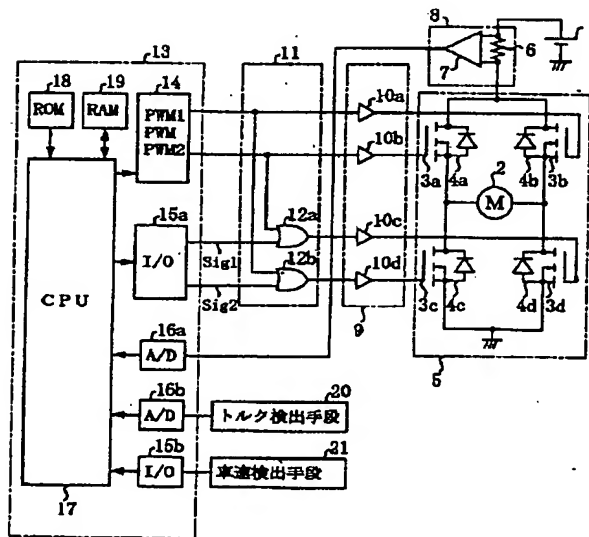 8
13
11
6
18
19
14
9
7
ROM
RAM
PWM1
PWM
PWM2
10a
10b
3a
4a
2
M
4b
3b
15a
I/O
12a
12b
10c
10d
Sig1
Sig2
CPU
3c
4c
4d
3d
16a
A/D
5
16b
A/D
20
トルク検出手段
15b
I/O
21
車速検出手段
17